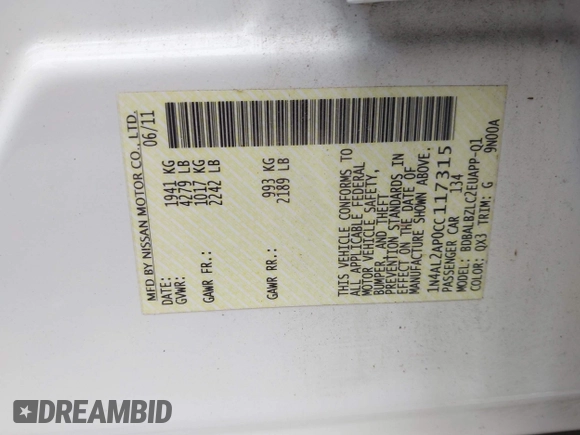 MFD BY NISSAN MOTOR CO., LTD.
DATE: 06/11
GVWR: 1941 KG
4279 LB
GAWR FR.: 1017 KG
2242 LB
GAWR RR.: 993 KG
2189 LB
THIS VEHICLE CONFORMS TO
ALL APPLICABLE FEDERAL
MOTOR VEHICLE SAFETY,
BUMPER, AND THEFT
PREVENTION STANDARDS IN
EFFECT ON THE DATE OF
MANUFACTURE SHOWN ABOVE.
1N4AL2AP0CC117315
PASSENGER CAR 134
MODEL: BDBALBZLC2EUAPP-Q1
COLOR: QX3 TRIM: G 9N00A
DREAMBID